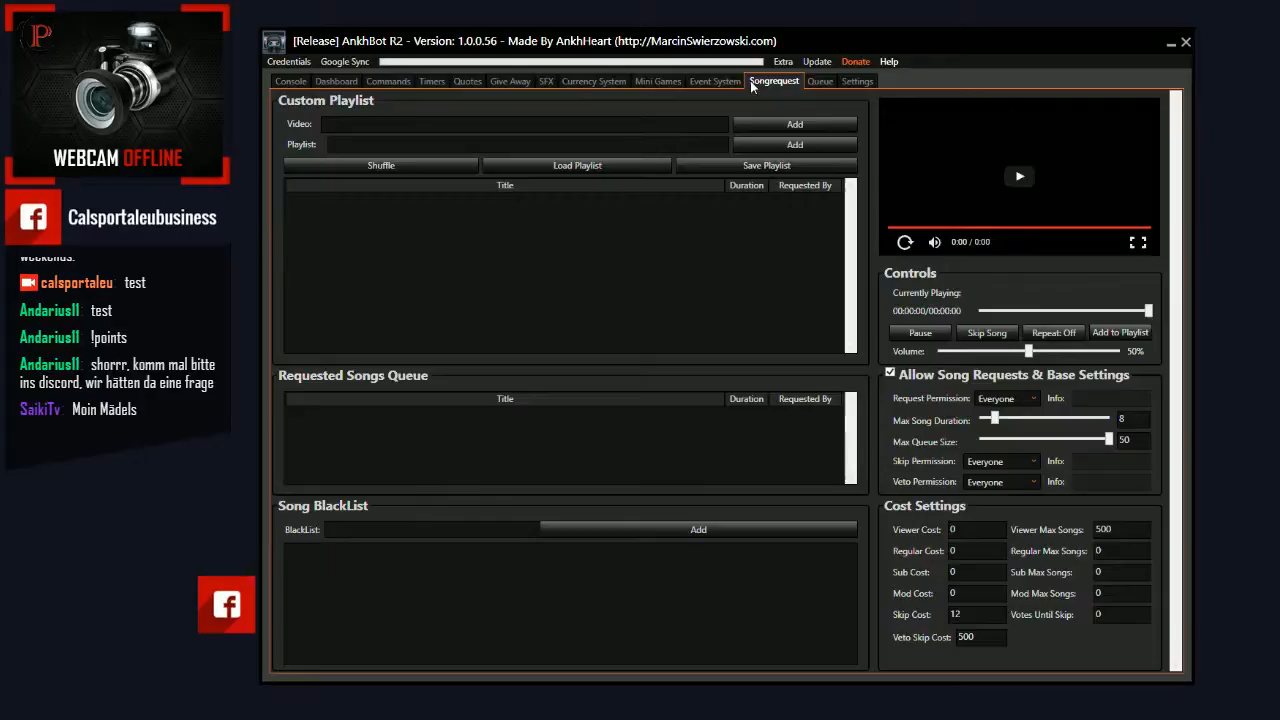 P
WEBCAM OFFLINE
Calsportaleubusiness
weekends.
calsportaleu: test
Andarius11 test
Andarius11 !points
Andarius11 shorrr, komm mal bitte
ins discord, wir hätten da eine frage
SaikiTv: Moin Mädels
[Release] AnkhBot R2 - Version: 1.0.0.56 - Made By AnkhHeart (http://MarcinSwierzowski.com)
Credentials Google Sync Extra Update Donate Help
Console Dashboard Commands Timers Quotes Give Away SFX Currency System Mini Games Event System Songrequest Queue Settings
Custom Playlist
Video: Add
Playlist: Add
Shuffle Load Playlist Save Playlist
Title Duration Requested By
Requested Songs Queue
Title Duration Requested By
Song BlackList
BlackList: Add
0:00 / 0:00
Controls
Currently Playing:
00:00:00/00:00:00
Pause Skip Song Repeat: Off Add to Playlist
Volume: 50%
Allow Song Requests & Base Settings
Request Permission: Everyone Info:
Max Song Duration: 8
Max Queue Size: 50
Skip Permission: Everyone Info:
Veto Permission: Everyone Info:
Cost Settings
Viewer Cost: 0 Viewer Max Songs: 500
Regular Cost: 0 Regular Max Songs: 0
Sub Cost: 0 Sub Max Songs: 0
Mod Cost: 0 Mod Max Songs: 0
Skip Cost: 12 Votes Until Skip: 0
Veto Skip Cost: 500